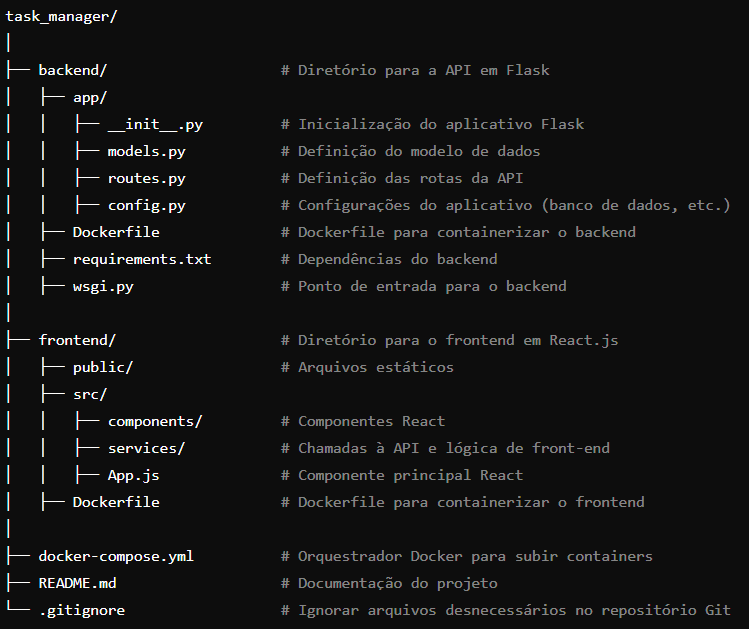 task_manager/
│
├── backend/                    # Diretório para a API em Flask
│   ├── app/
│   │   ├── __init__.py         # Inicialização do aplicativo Flask
│   │   ├── models.py           # Definição do modelo de dados
│   │   ├── routes.py           # Definição das rotas da API
│   │   ├── config.py           # Configurações do aplicativo (banco de dados, etc.)
│   ├── Dockerfile              # Dockerfile para containerizar o backend
│   ├── requirements.txt        # Dependências do backend
│   ├── wsgi.py                 # Ponto de entrada para o backend
│
├── frontend/                   # Diretório para o frontend em React.js
│   ├── public/                 # Arquivos estáticos
│   ├── src/
│   │   ├── components/         # Componentes React
│   │   ├── services/           # Chamadas à API e lógica de front-end
│   │   ├── App.js              # Componente principal React
│   ├── Dockerfile              # Dockerfile para containerizar o frontend
│
├── docker-compose.yml          # Orquestrador Docker para subir containers
├── README.md                   # Documentação do projeto
└── .gitignore                  # Ignorar arquivos desnecessários no repositório Git